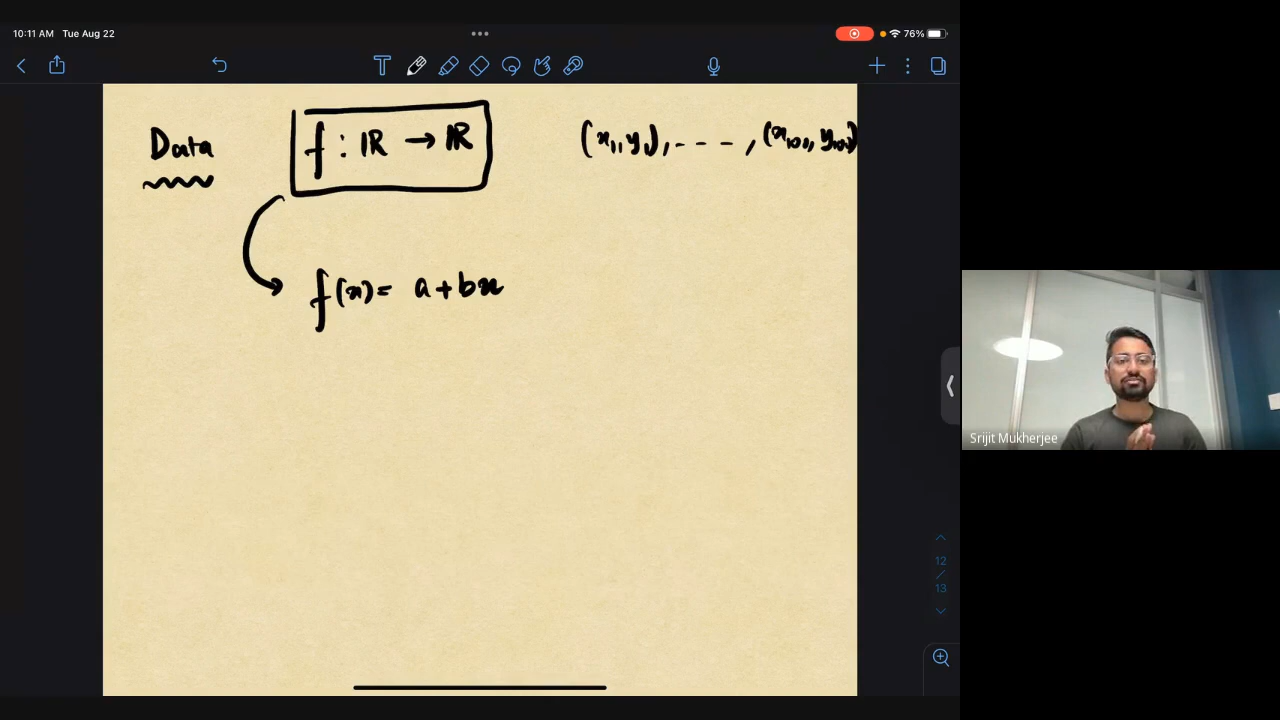 10:11 AM Tue Aug 22
76%
Data f : ℝ → ℝ (x₁, y₁), - - - - , (x₁₀₀, y₁₀₀)
f(x) = a + bx
Srijit Mukherjee
12
/
13